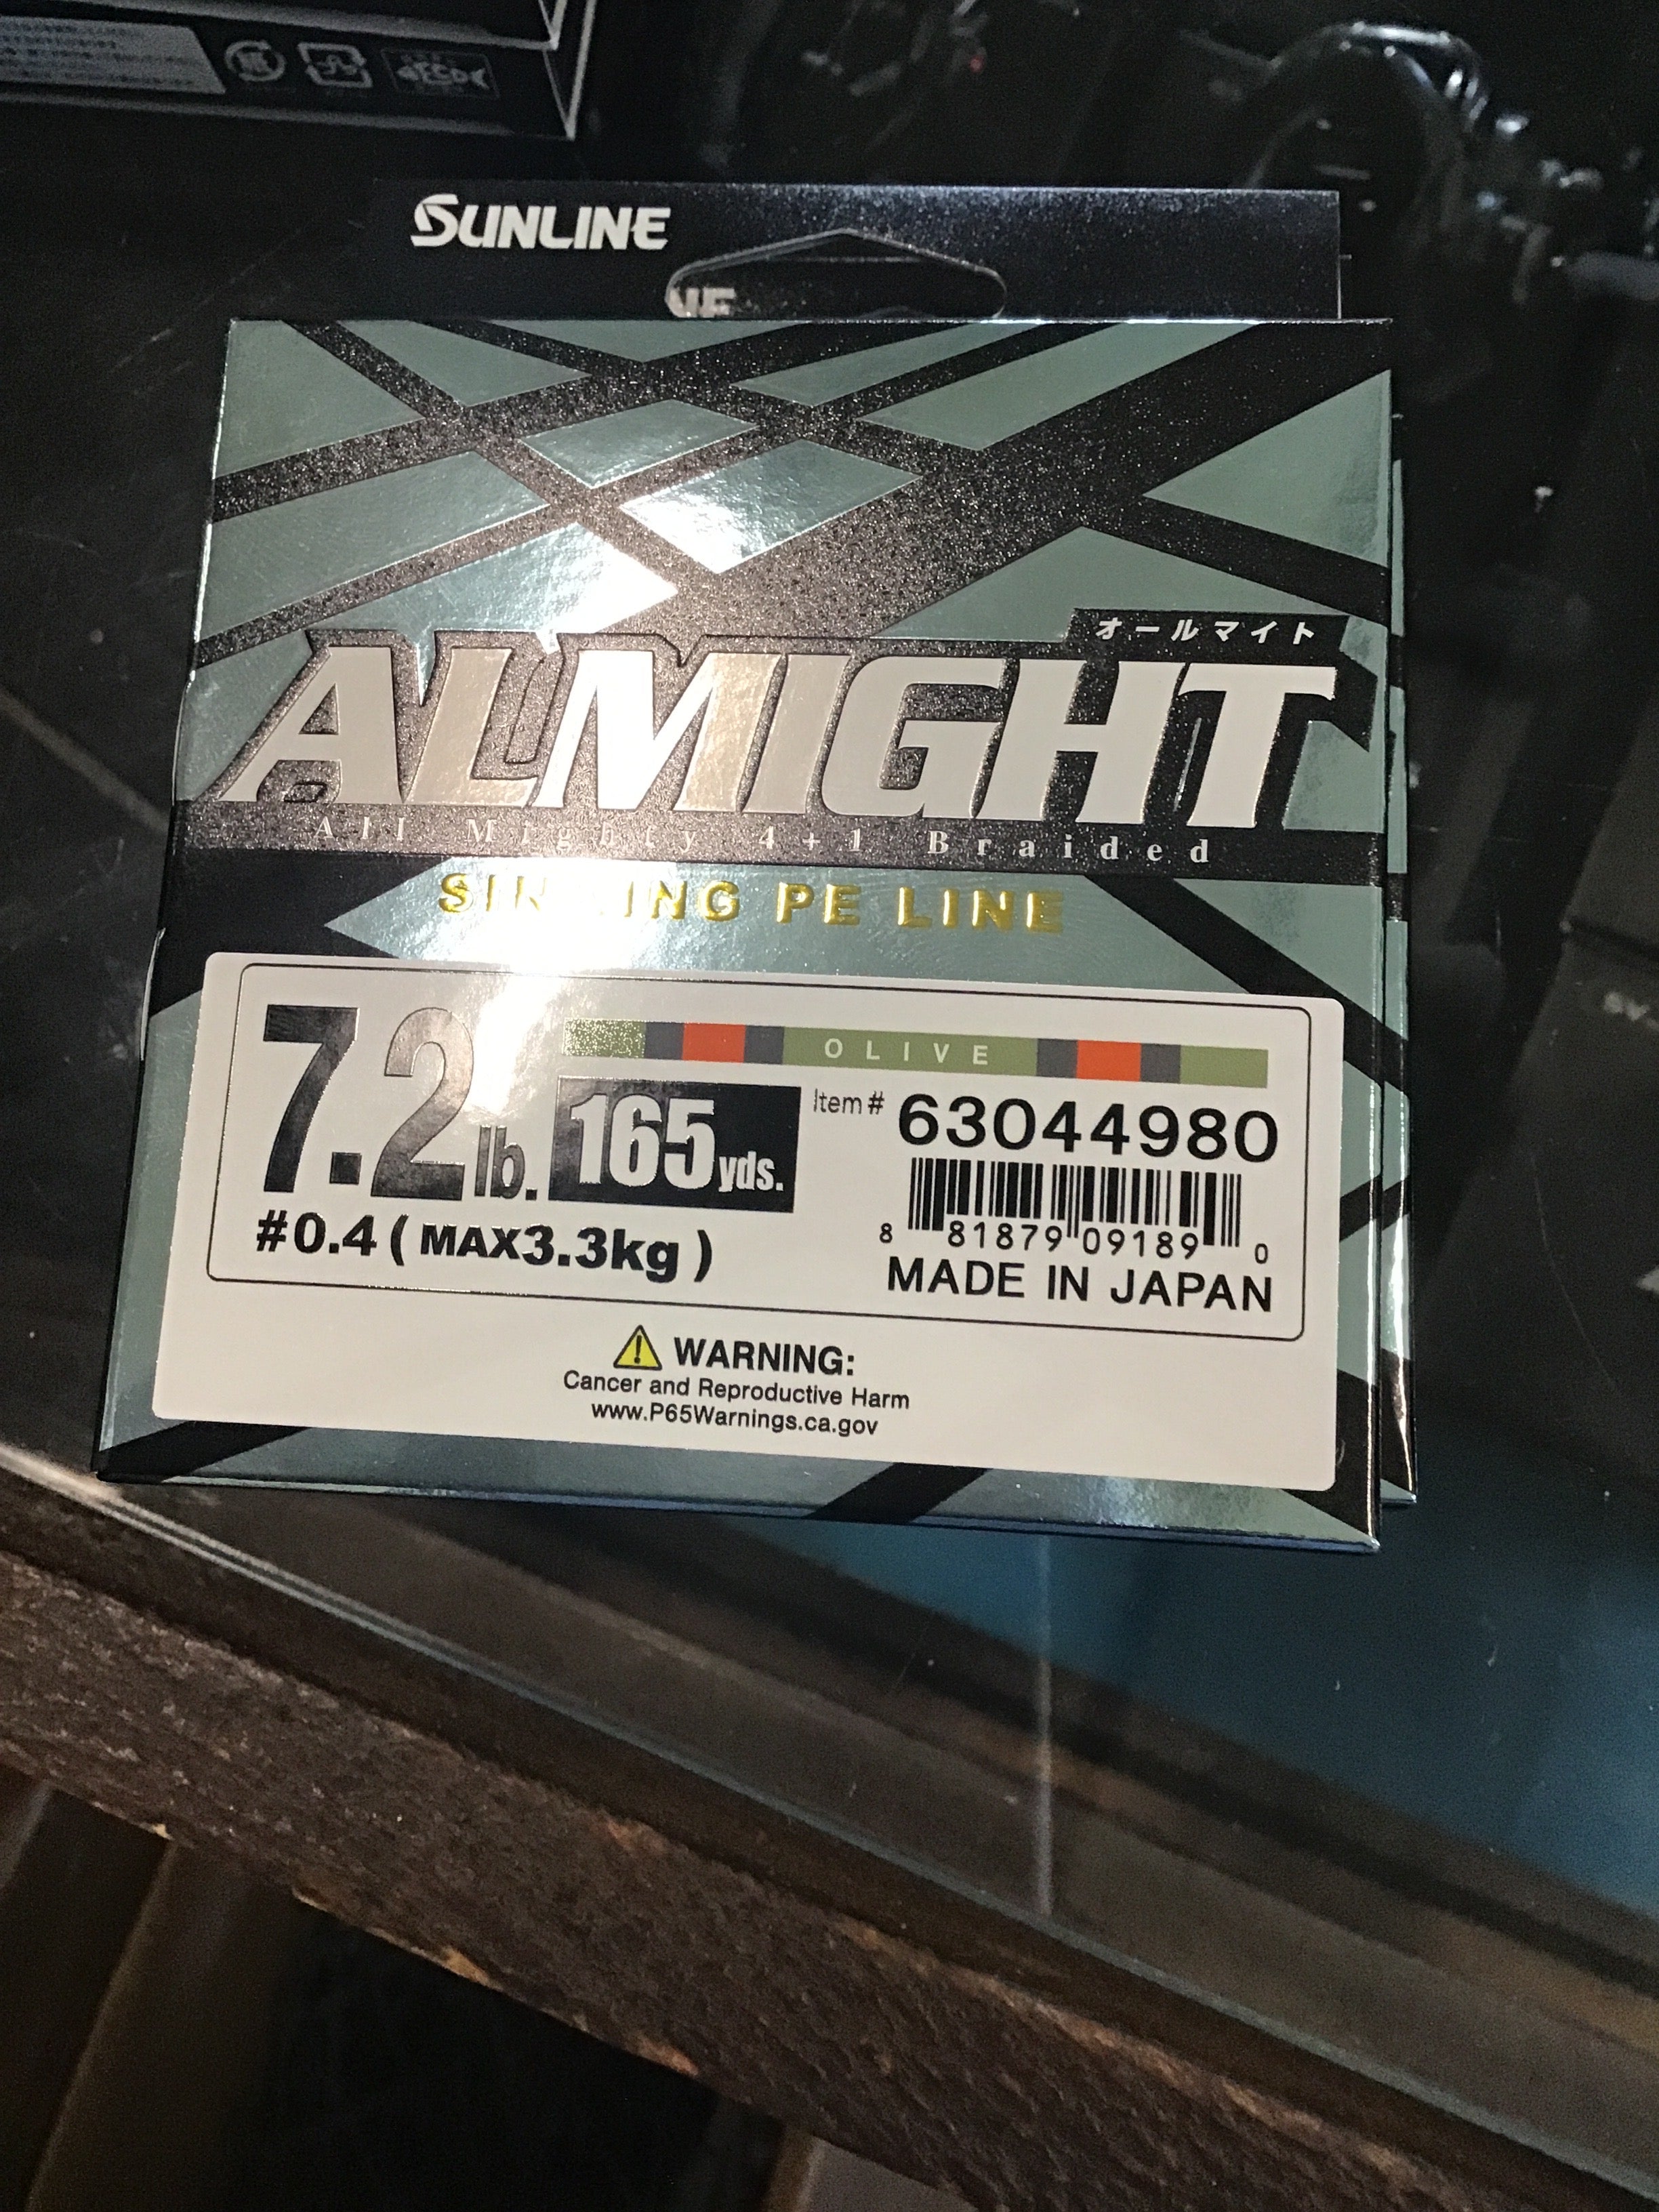 SUNLINE
オールマイト
ALMIGHT
All Mighty 4+1 Braided
SINKING PE LINE
OLIVE
7.2lb. 165yds.
Item# 63044980
#0.4 (MAX3.3kg)
8 81879 09189 0
MADE IN JAPAN
WARNING:
Cancer and Reproductive Harm
www.P65Warnings.ca.gov